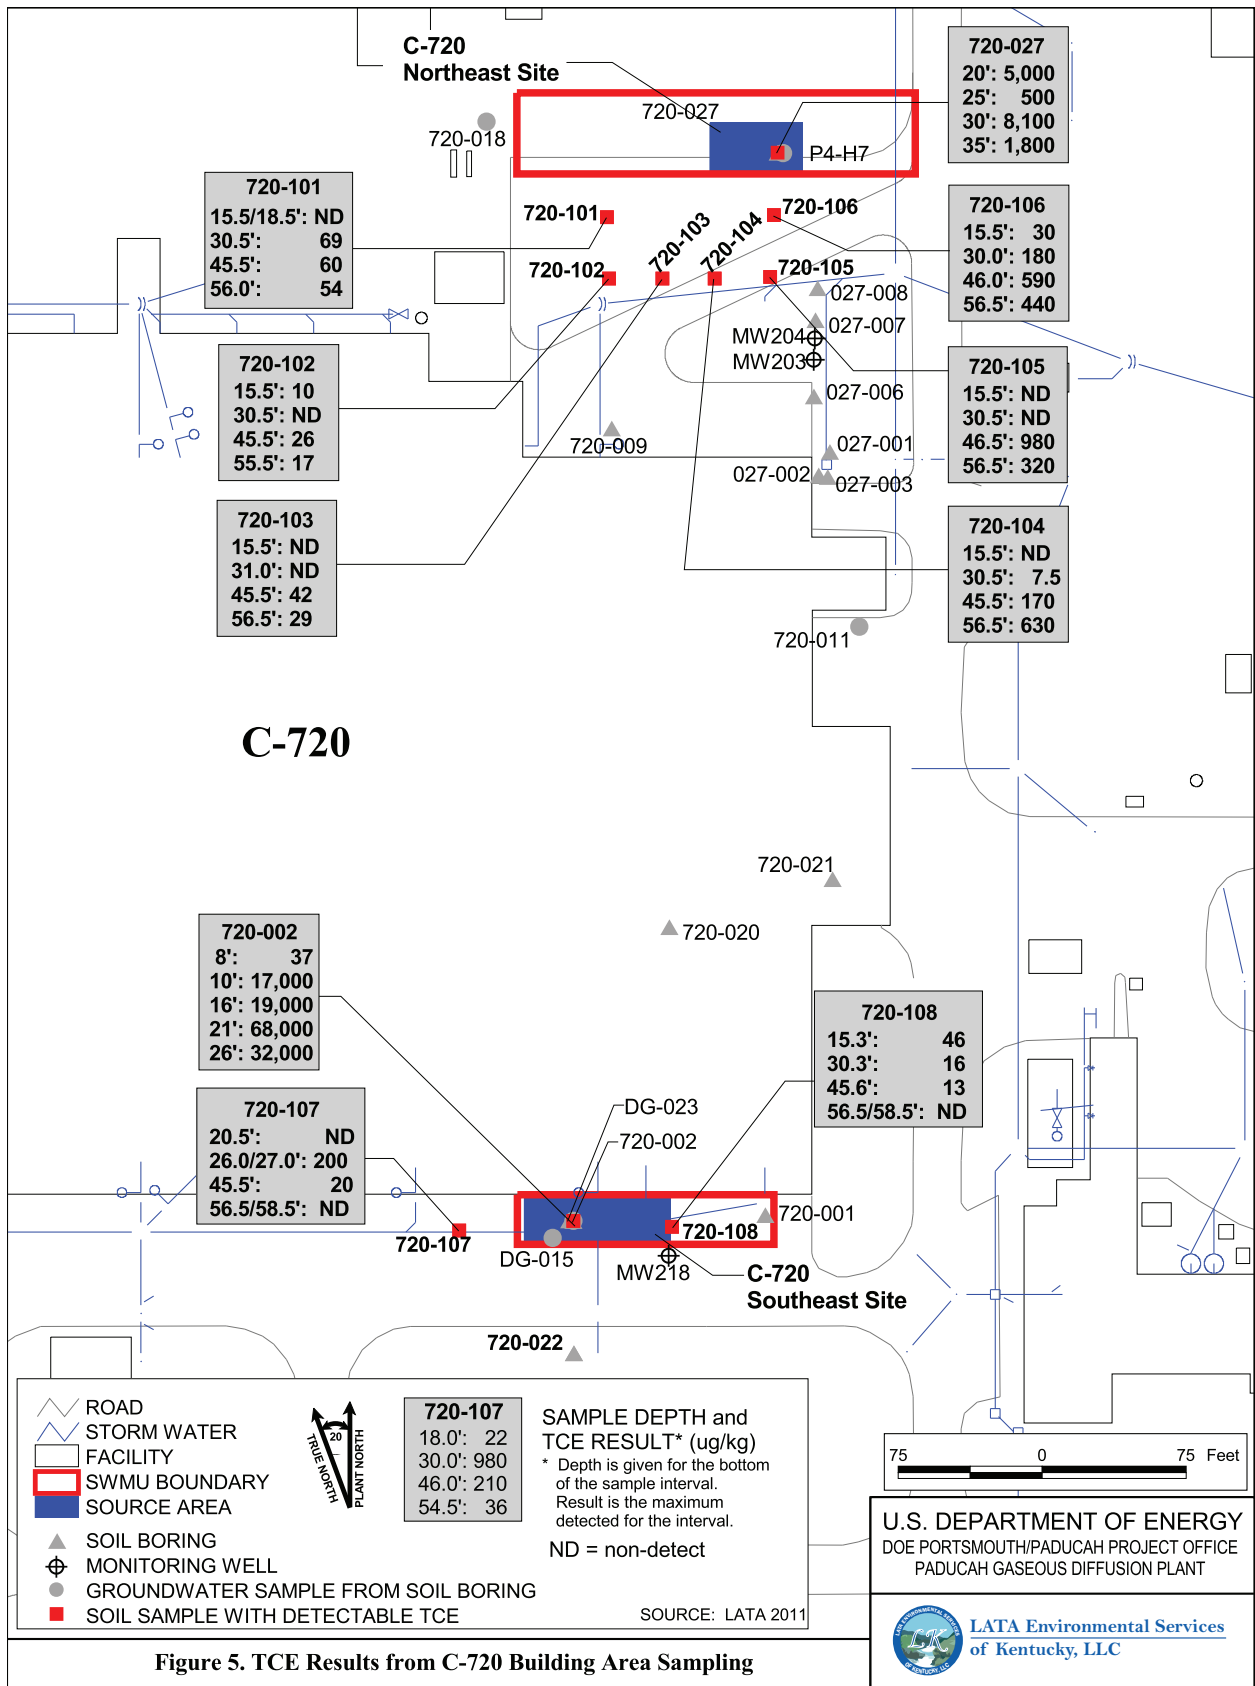 C-720
Northeast Site
720-027
20': 5,000
25': 500
30': 8,100
35': 1,800
720-027
720-018
P4-H7
720-101
15.5/18.5': ND
30.5': 69
45.5': 60
56.0': 54
720-101
720-106
720-103
720-104
720-106
15.5': 30
30.0': 180
46.0': 590
56.5': 440
720-102
720-105
027-008
027-007
MW204
MW203
720-102
15.5': 10
30.5': ND
45.5': 26
55.5': 17
720-105
15.5': ND
30.5': ND
46.5': 980
56.5': 320
027-006
720-009
027-001
027-002
027-003
720-103
15.5': ND
31.0': ND
45.5': 42
56.5': 29
720-104
15.5': ND
30.5': 7.5
45.5': 170
56.5': 630
720-011
C-720
720-021
720-020
720-002
8': 37
10': 17,000
16': 19,000
21': 68,000
26': 32,000
720-108
15.3': 46
30.3': 16
45.6': 13
56.5/58.5': ND
720-107
20.5': ND
26.0/27.0': 200
45.5': 20
56.5/58.5': ND
DG-023
720-002
720-001
720-107
720-108
DG-015
MW218
C-720
Southeast Site
720-022
ROAD
STORM WATER
FACILITY
SWMU BOUNDARY
SOURCE AREA
SOIL BORING
MONITORING WELL
GROUNDWATER SAMPLE FROM SOIL BORING
SOIL SAMPLE WITH DETECTABLE TCE
20
TRUE NORTH
PLANT NORTH
720-107
18.0': 22
30.0': 980
46.0': 210
54.5': 36
SAMPLE DEPTH and
TCE RESULT* (ug/kg)
* Depth is given for the bottom
of the sample interval.
Result is the maximum
detected for the interval.
ND = non-detect
SOURCE: LATA 2011
75 0 75 Feet
U.S. DEPARTMENT OF ENERGY
DOE PORTSMOUTH/PADUCAH PROJECT OFFICE
PADUCAH GASEOUS DIFFUSION PLANT
LATA ENVIRONMENTAL SERVICES
LK
OF KENTUCKY, LLC
LATA Environmental Services
of Kentucky, LLC
Figure 5. TCE Results from C-720 Building Area Sampling